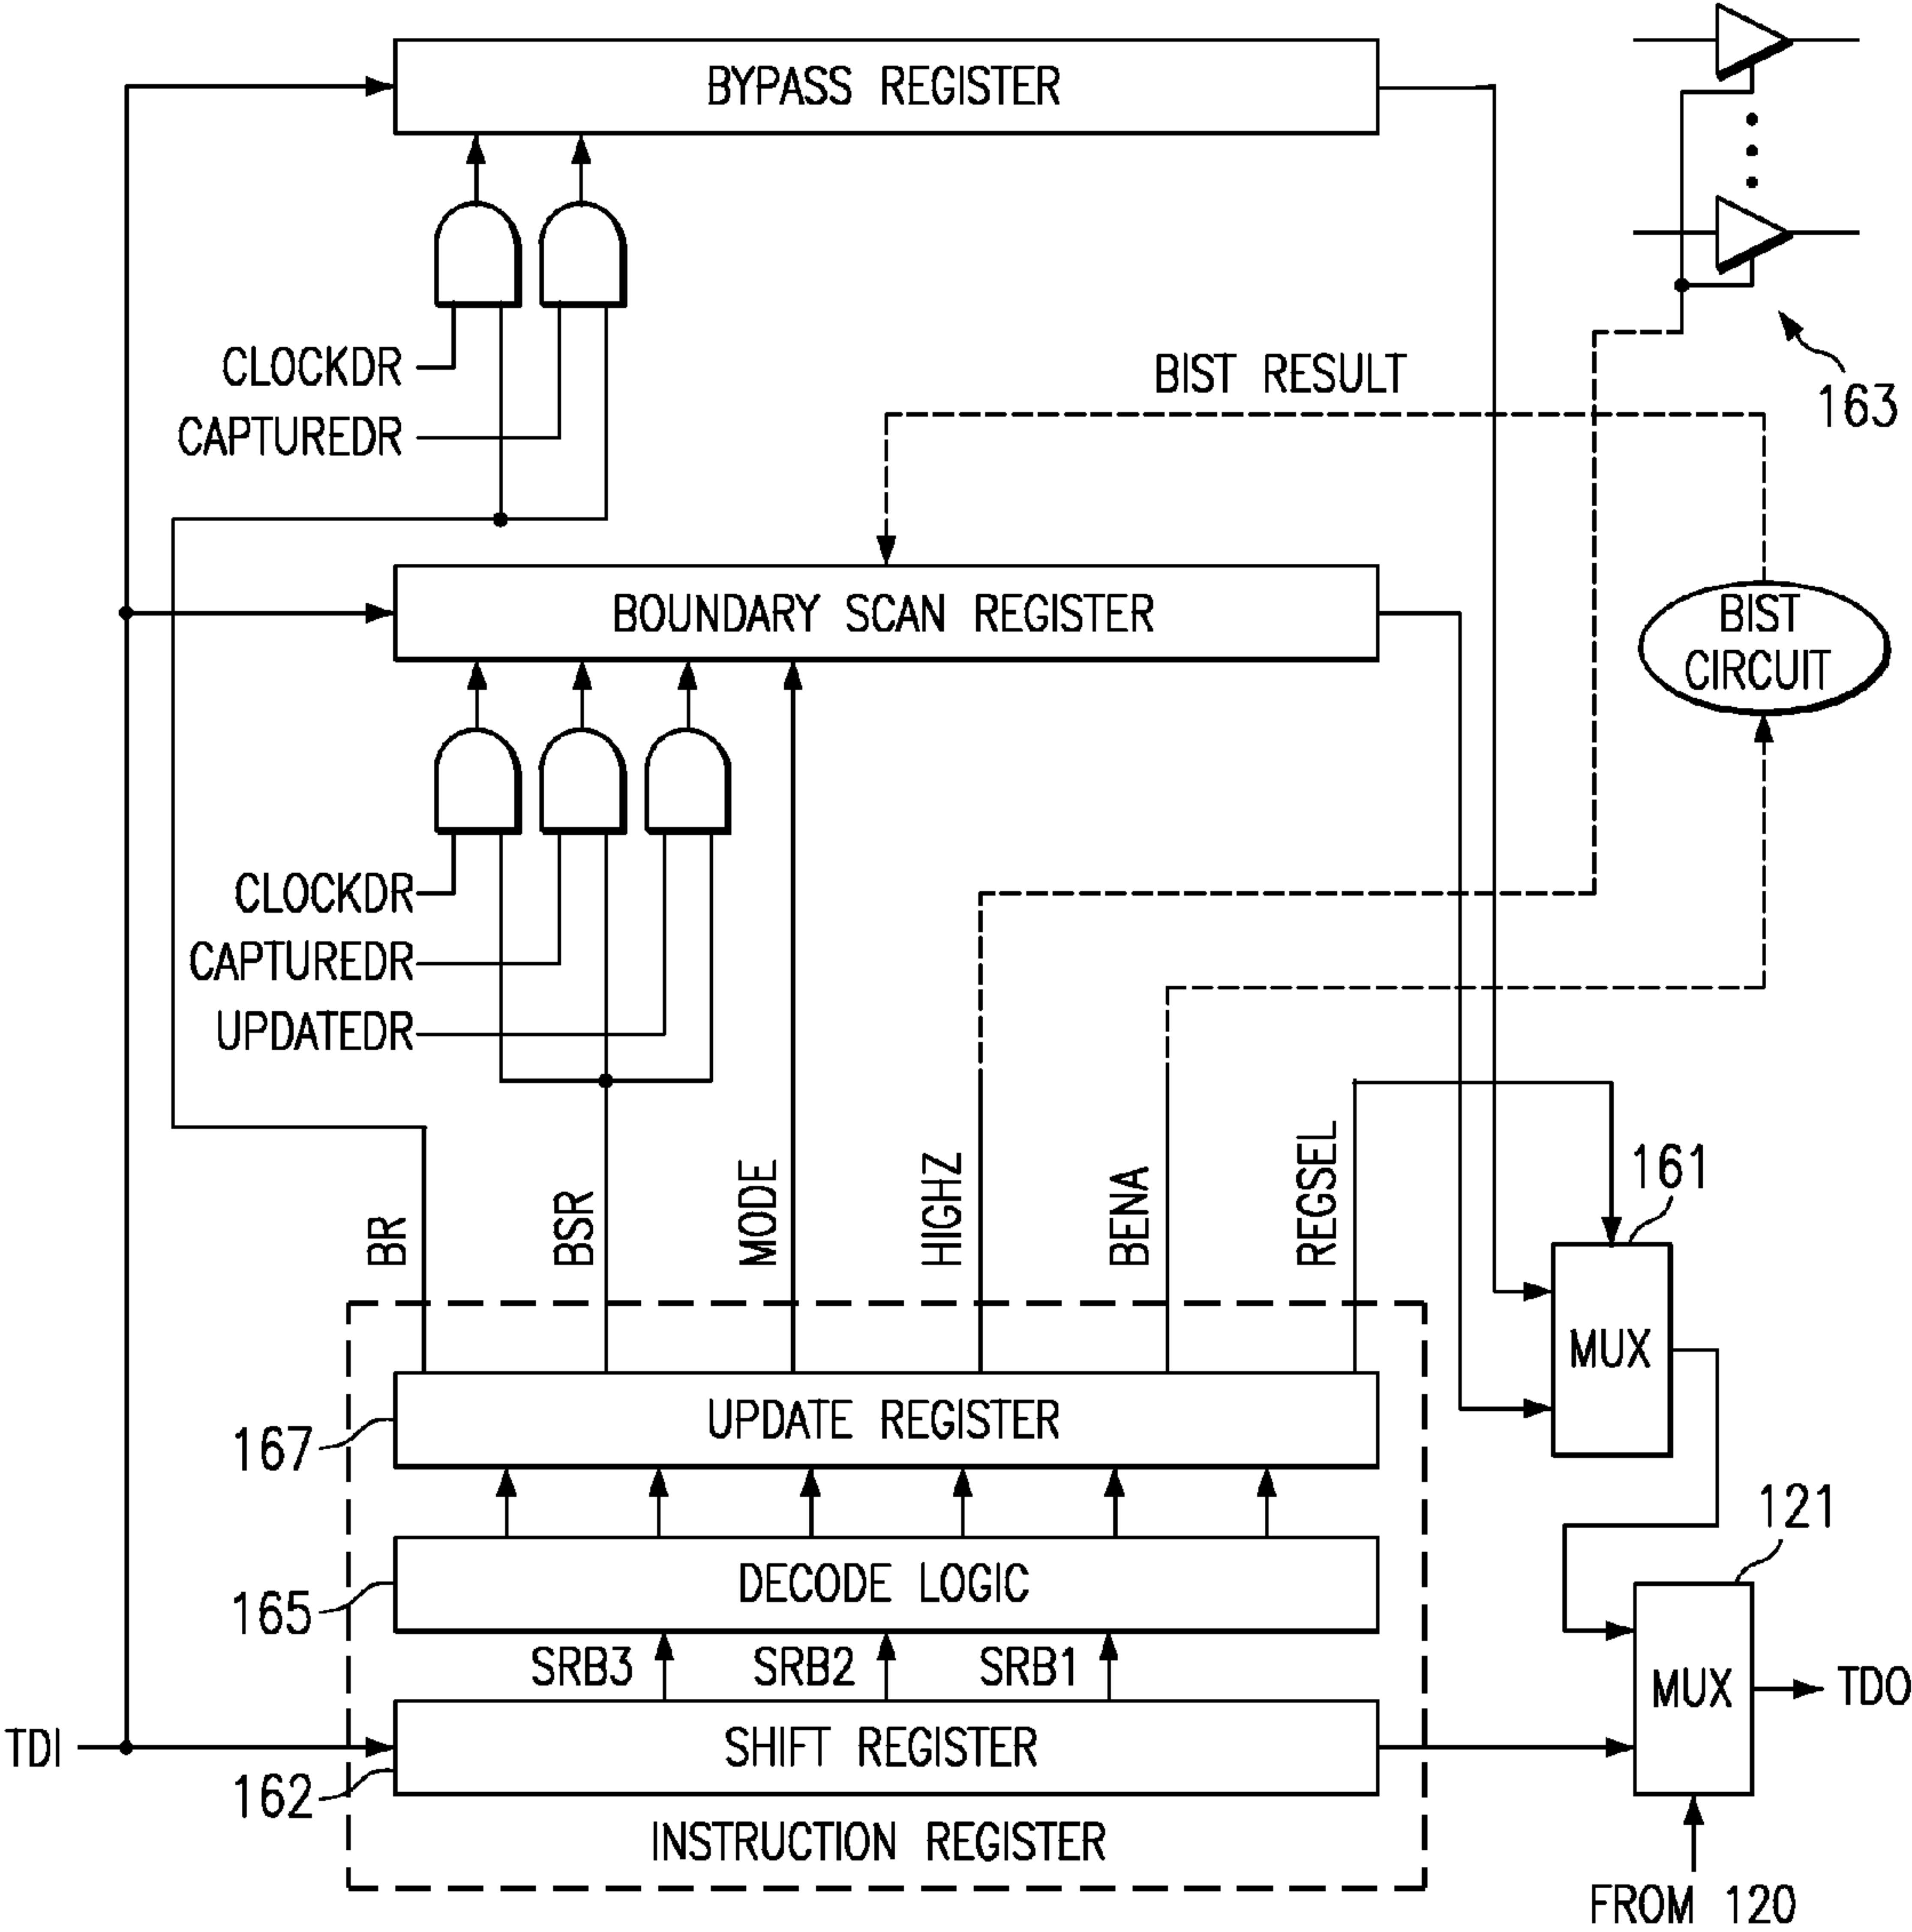 BYPASS REGISTER
CLOCKDR
CAPTUREDR
BIST RESULT
163
BOUNDARY SCAN REGISTER
BIST
CIRCUIT
CLOCKDR
CAPTUREDR
UPDATEDR
BR
BSR
MODE
HIGHZ
BENA
REGSEL
161
MUX
UPDATE REGISTER
167
121
DECODE LOGIC
165
SRB3
SRB2
SRB1
MUX
TDO
TDI
SHIFT REGISTER
162
INSTRUCTION REGISTER
FROM 120